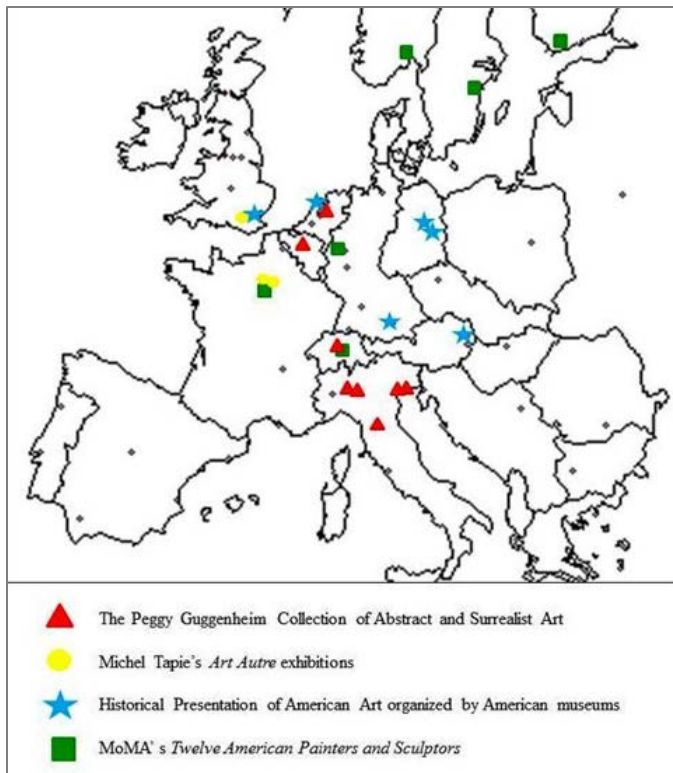 The Peggy Guggenheim Collection of Abstract and Surrealist Art
Michel Tapie's Art Autre exhibitions
Historical Presentation of American Art organized by American museums
MoMA' s Twelve American Painters and Sculptors